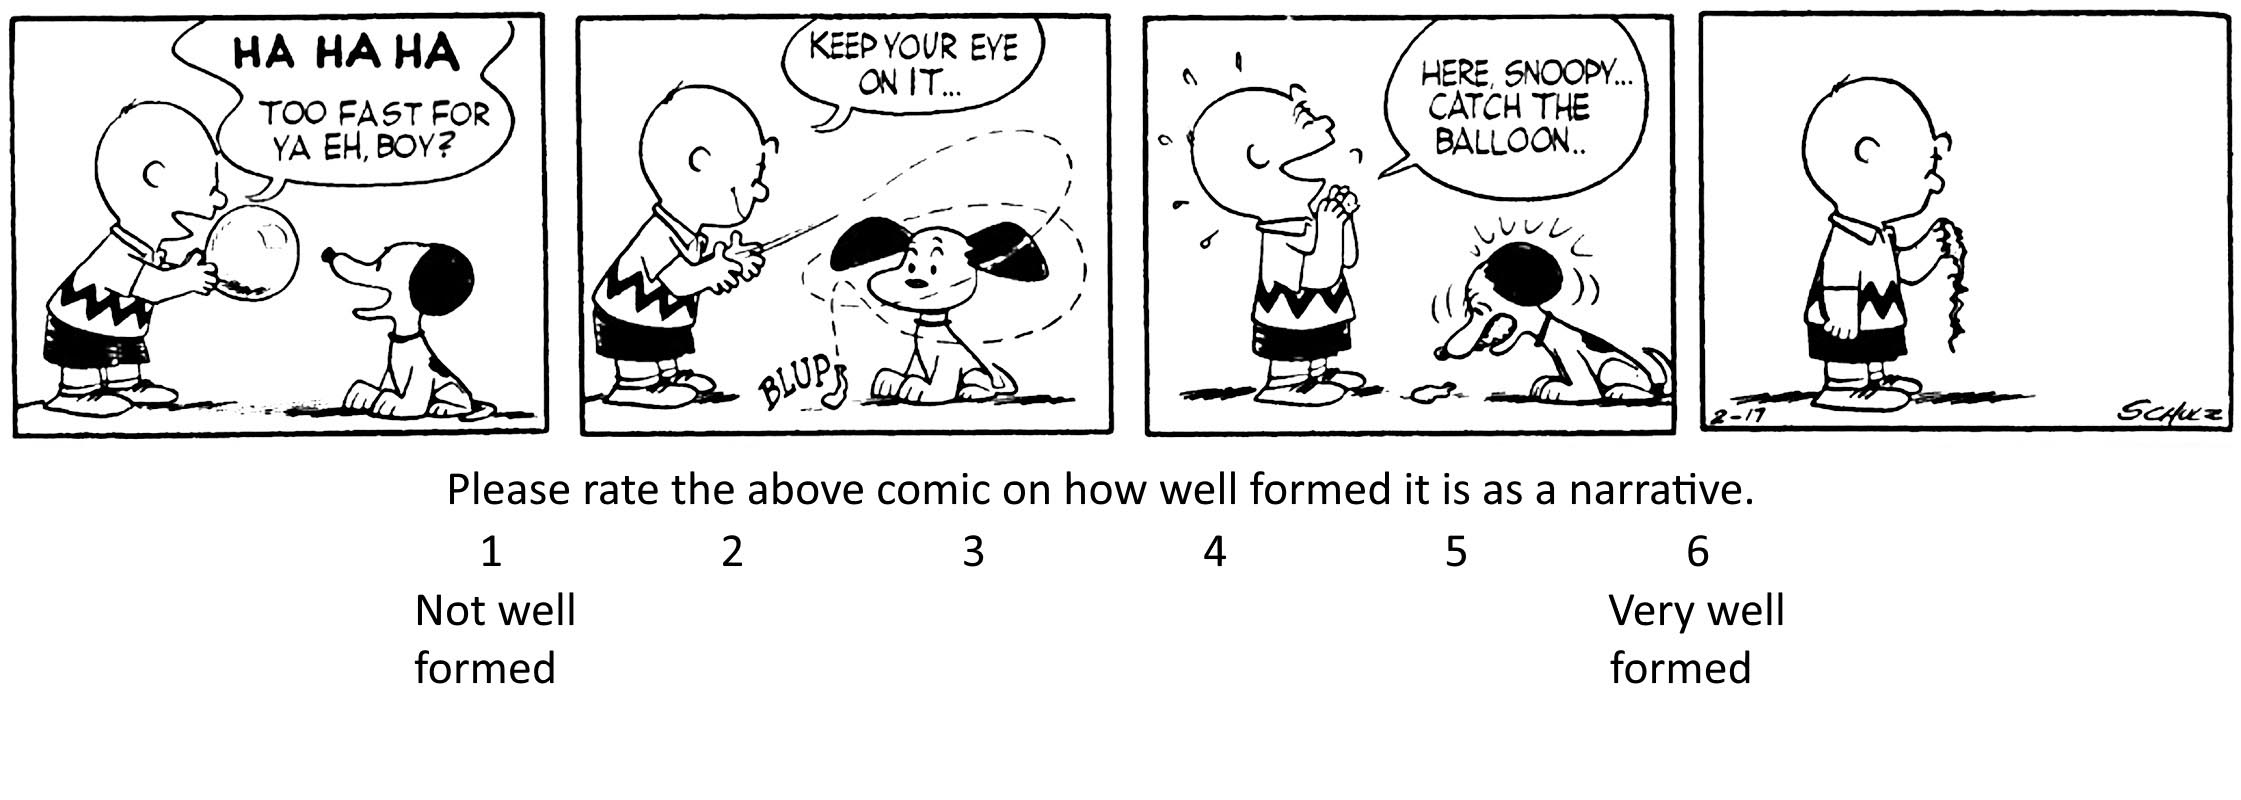 HA HA HA
TOO FAST FOR
YA EH, BOY?
KEEP YOUR EYE
ON IT...
BLUP
HERE, SNOOPY...
CATCH THE
BALLOON..
2-17
SCHULZ
Please rate the above comic on how well formed it is as a narrative.
1 2 3 4 5 6
Not well
formed
Very well
formed